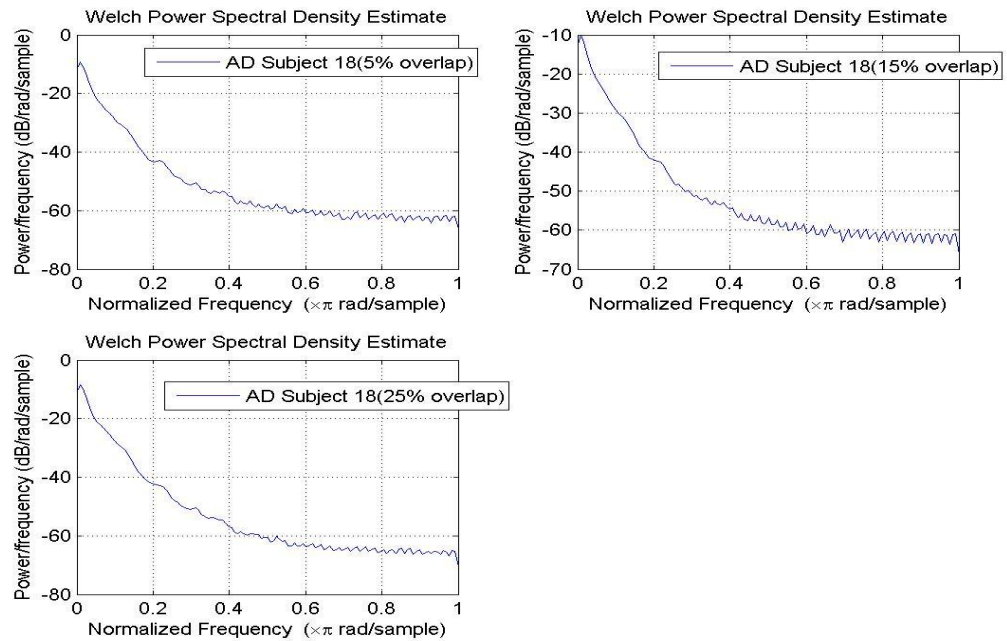 Welch Power Spectral Density Estimate
Power/frequency (dB/rad/sample)
0
-20
-40
-60
-80
AD Subject 18(5% overlap)
0
0.2
0.4
0.6
0.8
1
Normalized Frequency (×π rad/sample)
Welch Power Spectral Density Estimate
Power/frequency (dB/rad/sample)
-10
-20
-30
-40
-50
-60
-70
AD Subject 18(15% overlap)
0
0.2
0.4
0.6
0.8
1
Normalized Frequency (×π rad/sample)
Welch Power Spectral Density Estimate
Power/frequency (dB/rad/sample)
0
-20
-40
-60
-80
AD Subject 18(25% overlap)
0
0.2
0.4
0.6
0.8
1
Normalized Frequency (×π rad/sample)